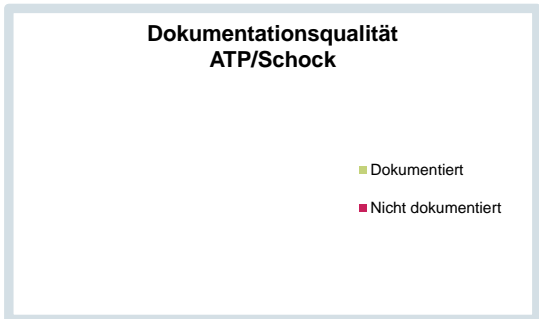 Dokumentationsqualität
ATP/Schock
Dokumentiert
Nicht dokumentiert